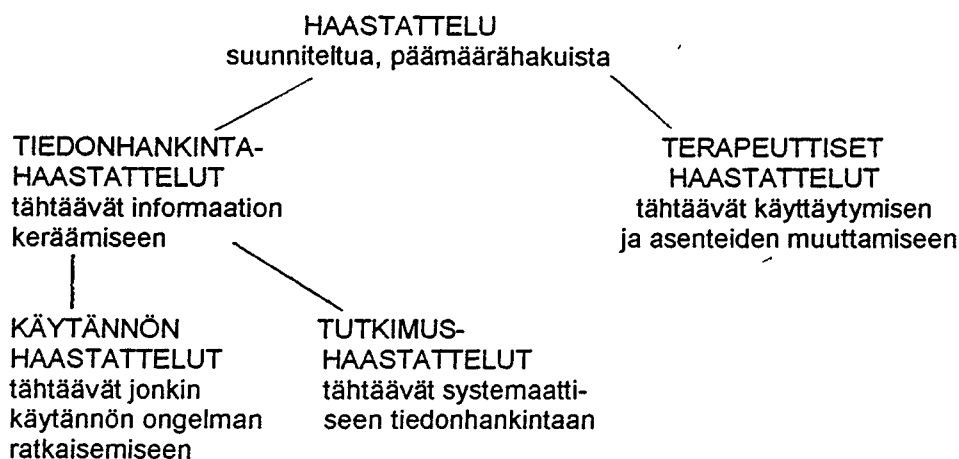 HAASTATTELU
suunniteltua, päämäärähakuista
TIEDONHANKINTA-
HAASTATTELUT
tähtäävät informaation
keräämiseen
TERAPEUTTISET
HAASTATTELUT
tähtäävät käyttäytymisen
ja asenteiden muuttamiseen
KÄYTÄNNÖN
HAASTATTELUT
tähtäävät jonkin
käytännön ongelman
ratkaisemiseen
TUTKIMUS-
HAASTATTELUT
tähtäävät systemaatti-
seen tiedonhankintaan